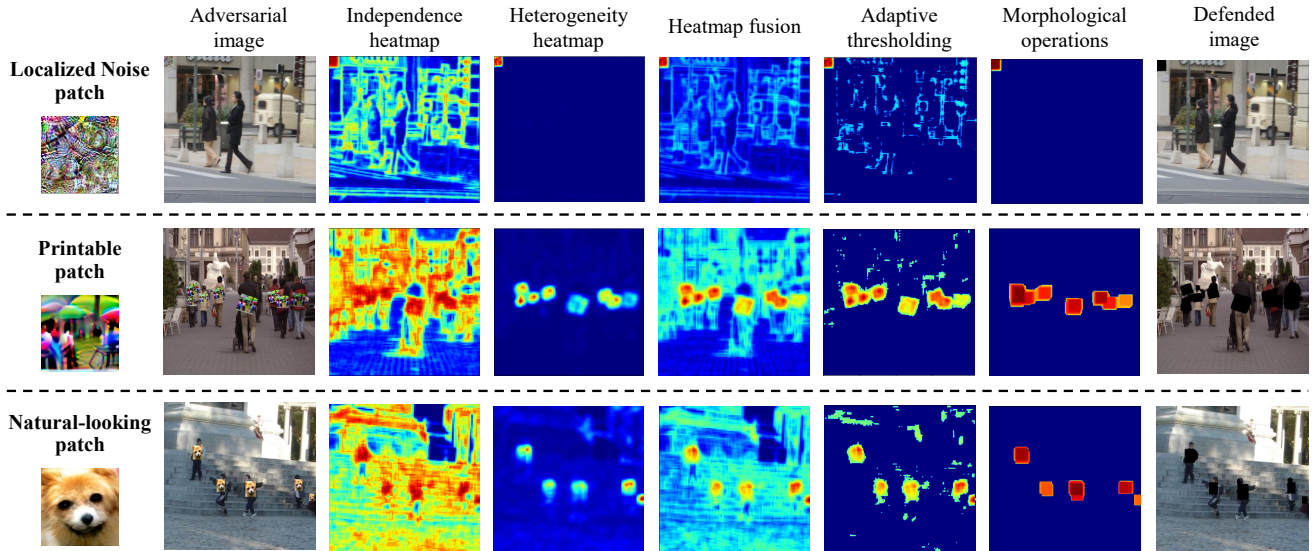 Adversarial
image
Independence
heatmap
Heterogeneity
heatmap
Heatmap fusion
Adaptive
thresholding
Morphological
operations
Defended
image
Localized Noise
patch
Printable
patch
Natural-looking
patch